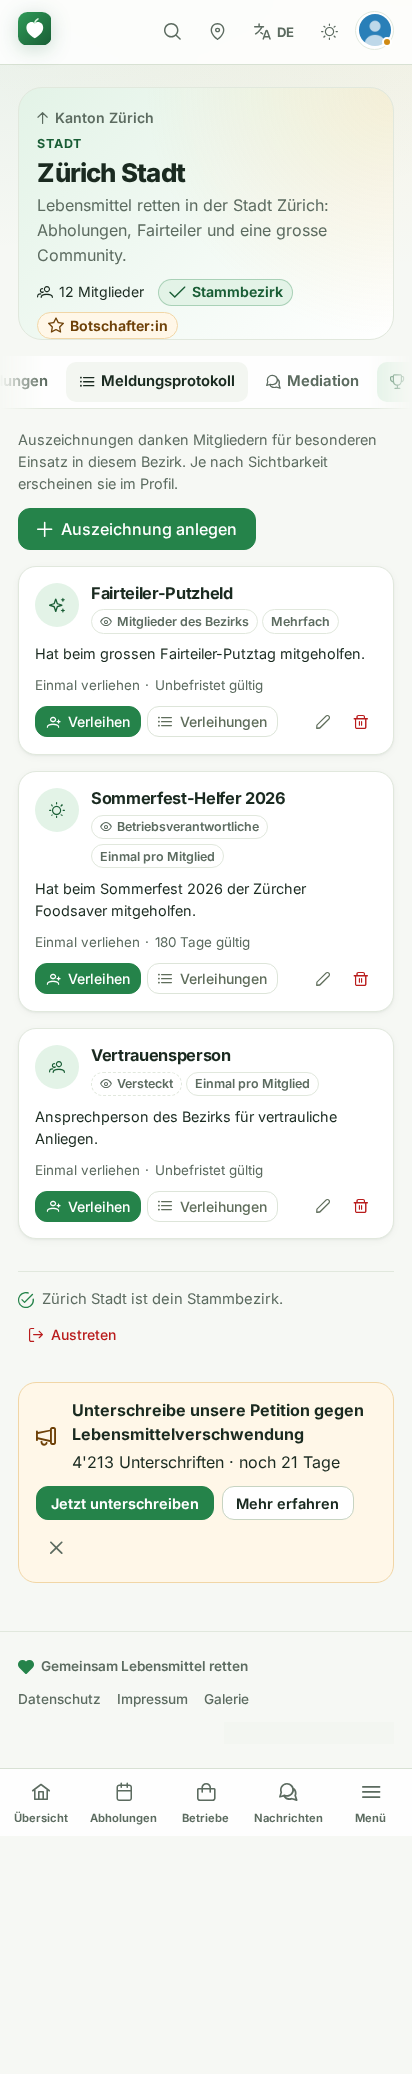 DE
Kanton Zürich
STADT
Zürich Stadt
Lebensmittel retten in der Stadt Zürich:
Abholungen, Fairteiler und eine grosse
Community.
12 Mitglieder Stammbezirk
Botschafter:in
ungen Meldungsprotokoll Mediation
Auszeichnungen danken Mitgliedern für besonderen
Einsatz in diesem Bezirk. Je nach Sichtbarkeit
erscheinen sie im Profil.
Auszeichnung anlegen
Fairteiler-Putzheld
Mitglieder des Bezirks Mehrfach
Hat beim grossen Fairteiler-Putztag mitgeholfen.
Einmal verliehen · Unbefristet gültig
Verleihen Verleihungen
Sommerfest-Helfer 2026
Betriebsverantwortliche
Einmal pro Mitglied
Hat beim Sommerfest 2026 der Zürcher
Foodsaver mitgeholfen.
Einmal verliehen · 180 Tage gültig
Verleihen Verleihungen
Vertrauensperson
Versteckt Einmal pro Mitglied
Ansprechperson des Bezirks für vertrauliche
Anliegen.
Einmal verliehen · Unbefristet gültig
Verleihen Verleihungen
Zürich Stadt ist dein Stammbezirk.
Austreten
Unterschreibe unsere Petition gegen
Lebensmittelverschwendung
4'213 Unterschriften · noch 21 Tage
Jetzt unterschreiben Mehr erfahren
Gemeinsam Lebensmittel retten
Datenschutz Impressum Galerie
Übersicht Abholungen Betriebe Nachrichten Menü